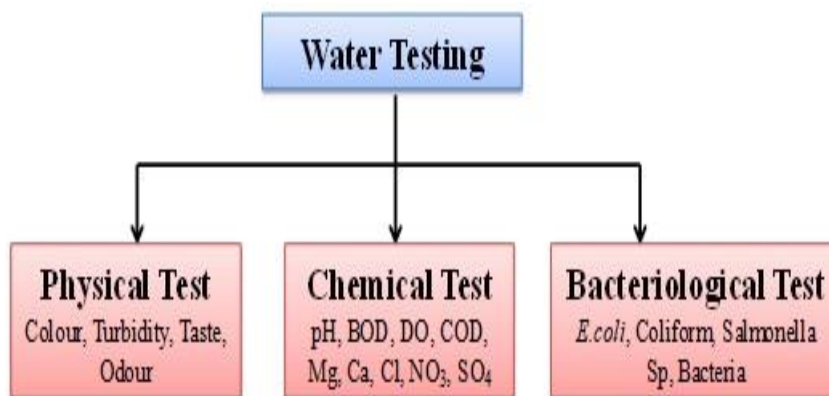 Water Testing
Physical Test
Colour, Turbidity, Taste,
Odour
Chemical Test
pH, BOD, DO, COD,
Mg, Ca, Cl, NO₃, SO₄
Bacteriological Test
E.coli, Coliform, Salmonella
Sp, Bacteria